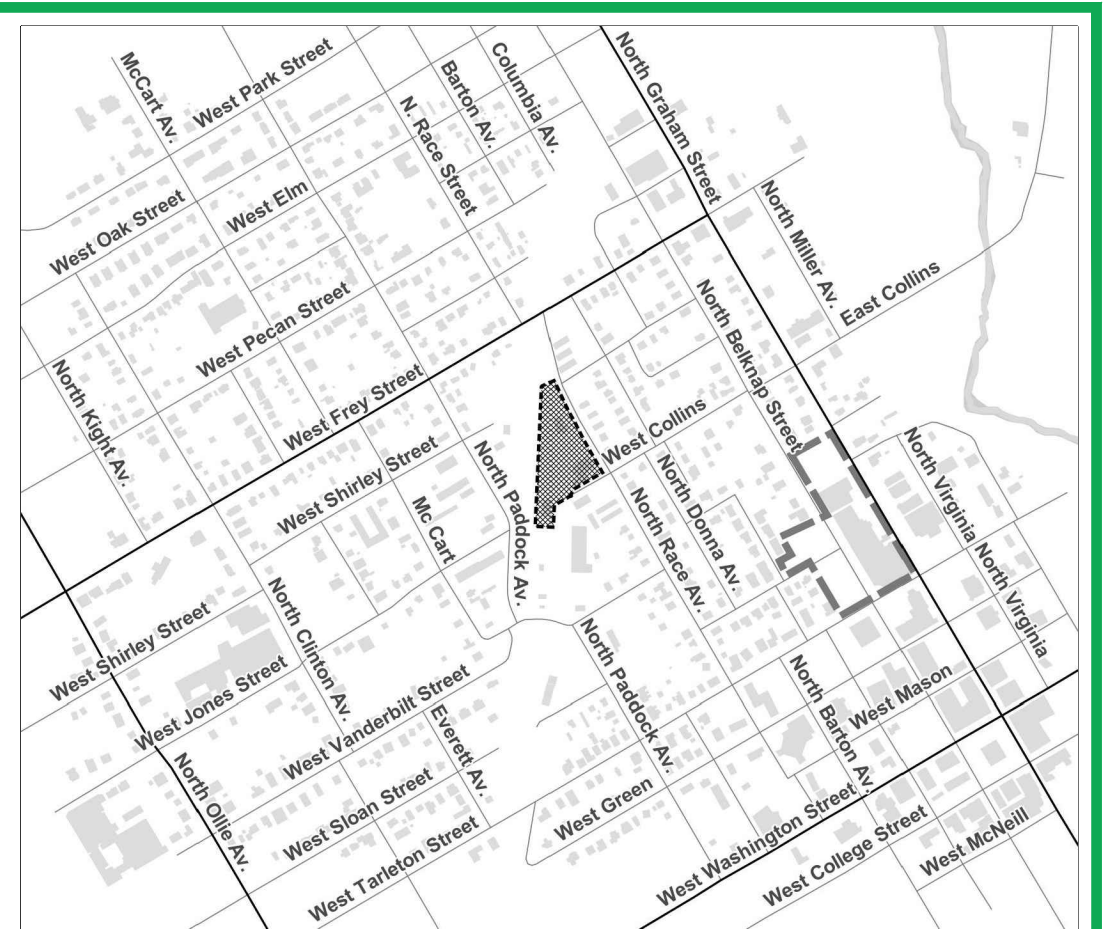 McCart Av.
West Park Street
Barton Av.
Columbia Av.
North Graham Street
N. Race Street
West Elm
West Oak Street
North Miller Av.
East Collins
West Pecan Street
North Belknap Street
North Kight Av.
West Frey Street
West Collins
West Shirley Street
North Paddock Av.
Mc Cart
North Race Av.
North Donna Av.
North Virginia
North Virginia
West Shirley Street
North Clinton Av.
West Jones Street
North Paddock Av.
North Barton Av.
West Mason
West Vanderbilt Street
Everett Av.
North Ollie Av.
West Sloan Street
West Green
West Washington Street
West College Street
West McNeill
West Tarleton Street